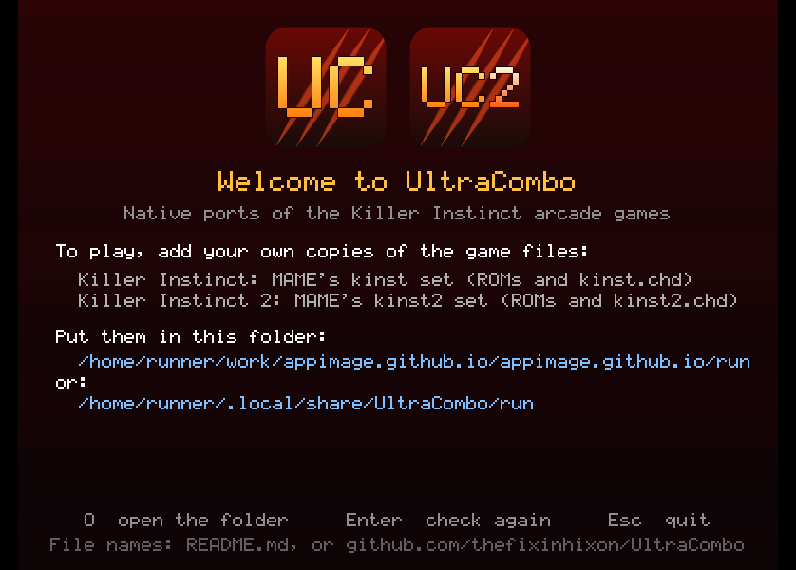 UC UC2
Welcome to UltraCombo
Native ports of the Killer Instinct arcade games
To play, add your own copies of the game files:
Killer Instinct: MAME's kinst set (ROMs and kinst.chd)
Killer Instinct 2: MAME's kinst2 set (ROMs and kinst2.chd)
Put them in this folder:
/home/runner/work/appimage.github.io/appimage.github.io/run
or:
/home/runner/.local/share/UltraCombo/run
O open the folder Enter check again Esc quit
File names: README.md, or github.com/thefixinhixon/UltraCombo